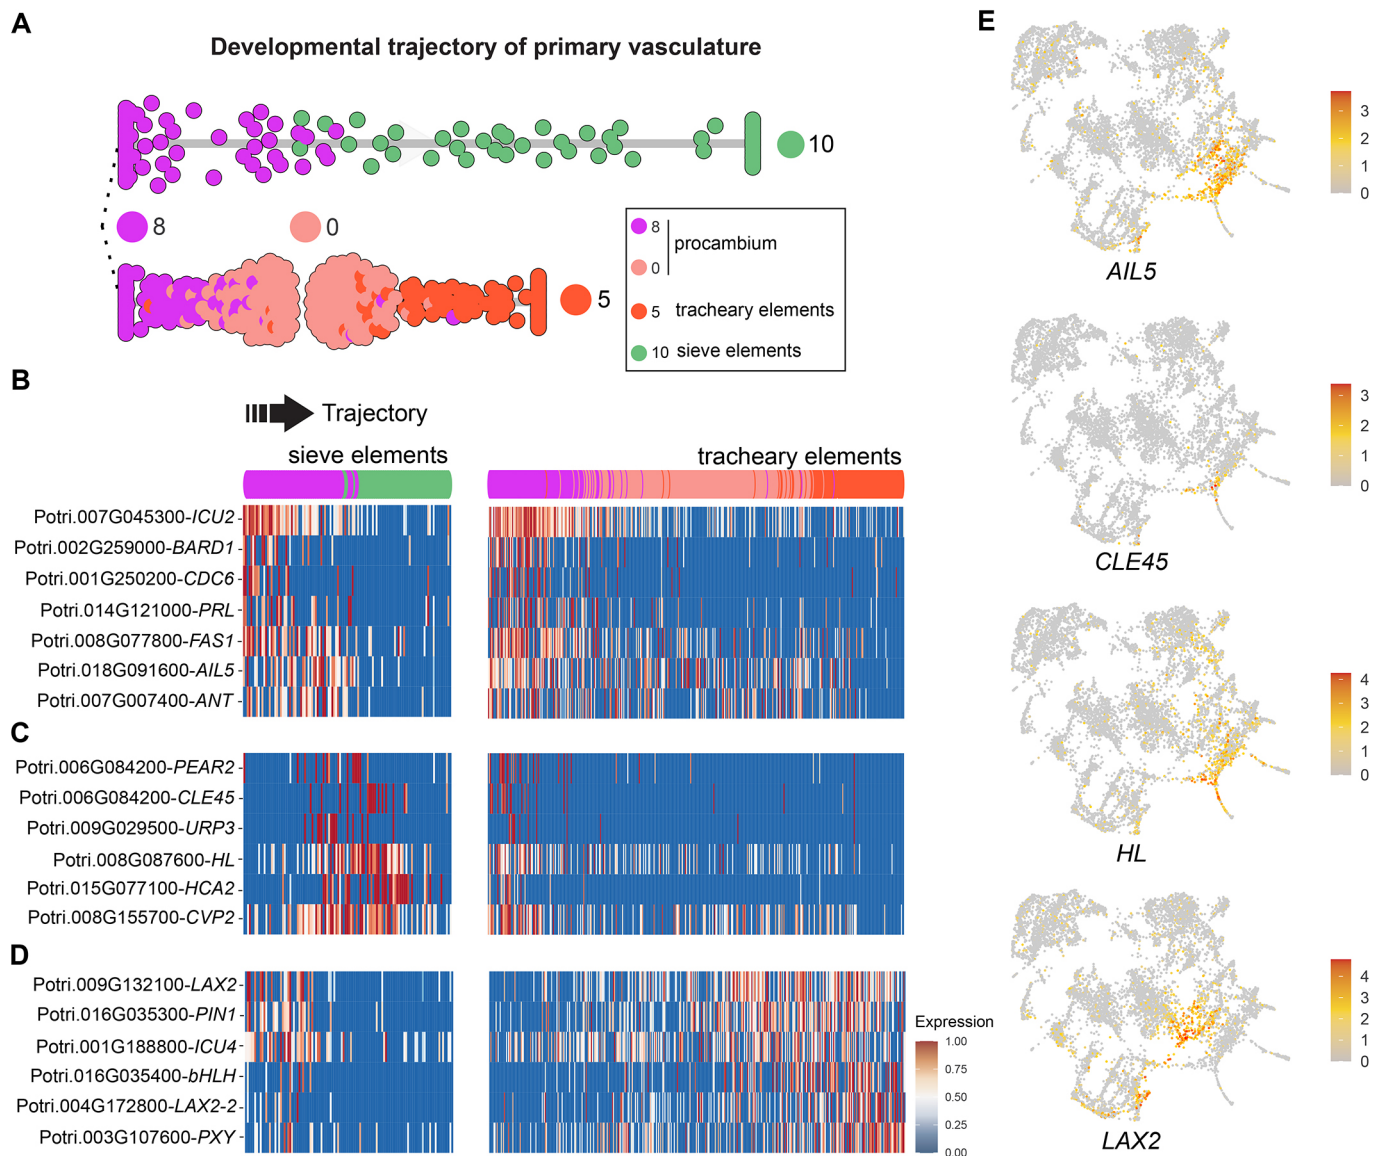 A
Developmental trajectory of primary vasculature
10
8
0
5
8
procambium
0
5 tracheary elements
10 sieve elements
B
Trajectory
sieve elements
tracheary elements
Potri.007G045300-ICU2
Potri.002G259000-BARD1
Potri.001G250200-CDC6
Potri.014G121000-PRL
Potri.008G077800-FAS1
Potri.018G091600-AIL5
Potri.007G007400-ANT
C
Potri.006G084200-PEAR2
Potri.006G084200-CLE45
Potri.009G029500-URP3
Potri.008G087600-HL
Potri.015G077100-HCA2
Potri.008G155700-CVP2
D
Potri.009G132100-LAX2
Potri.016G035300-PIN1
Potri.001G188800-ICU4
Potri.016G035400-bHLH
Potri.004G172800-LAX2-2
Potri.003G107600-PXY
Expression
1.00
0.75
0.50
0.25
0.00
E
3
2
1
0
AIL5
3
2
1
0
CLE45
4
3
2
1
0
HL
4
3
2
1
0
LAX2